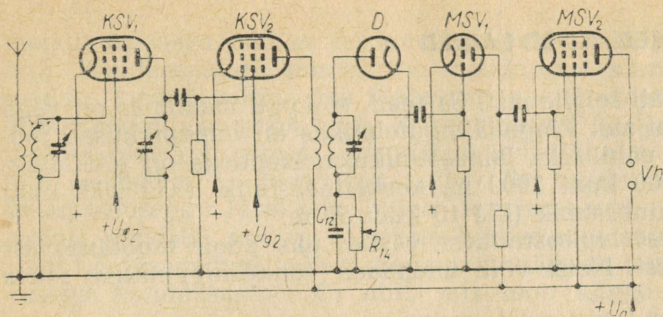 KSV₁ KSV₂ D MSV₁ MSV₂
Vh
C₁₂
R₁₄
+ +Ug2 + +Ug2
+Ua